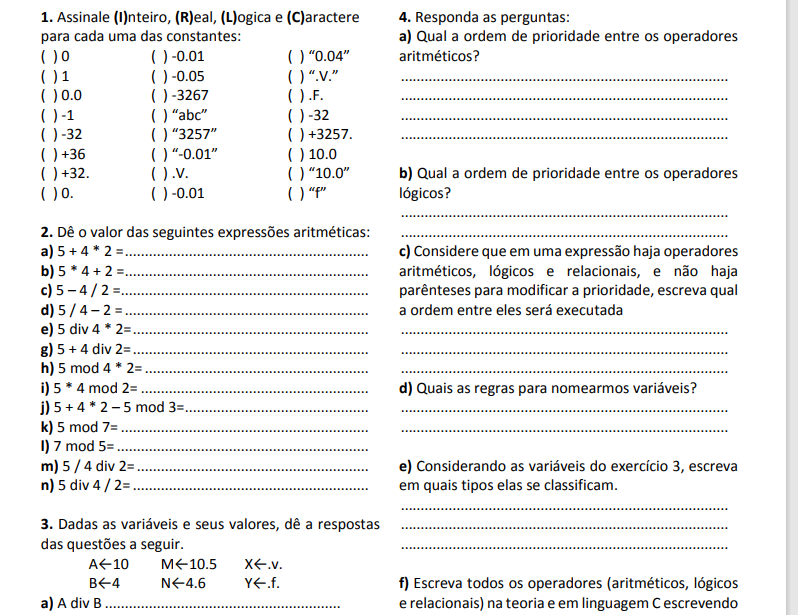 1. Assinale (I)nteiro, (R)eal, (L)ogica e (C)aractere
para cada uma das constantes:
( ) 0 ( ) -0.01 ( ) “0.04”
( ) 1 ( ) -0.05 ( ) “.V.”
( ) 0.0 ( ) -3267 ( ) .F.
( ) -1 ( ) “abc” ( ) -32
( ) -32 ( ) “3257” ( ) +3257.
( ) +36 ( ) “-0.01” ( ) 10.0
( ) +32. ( ) .V. ( ) “10.0”
( ) 0. ( ) -0.01 ( ) “f”
2. Dê o valor das seguintes expressões aritméticas:
a) 5 + 4 * 2 =
b) 5 * 4 + 2 =
c) 5 – 4 / 2 =
d) 5 / 4 – 2 =
e) 5 div 4 * 2=
g) 5 + 4 div 2=
h) 5 mod 4 * 2=
i) 5 * 4 mod 2=
j) 5 + 4 * 2 – 5 mod 3=
k) 5 mod 7=
l) 7 mod 5=
m) 5 / 4 div 2=
n) 5 div 4 / 2=
3. Dadas as variáveis e seus valores, dê a respostas
das questões a seguir.
A←10 M←10.5 X←.v.
B←4 N←4.6 Y←.f.
a) A div B
4. Responda as perguntas:
a) Qual a ordem de prioridade entre os operadores
aritméticos?
b) Qual a ordem de prioridade entre os operadores
lógicos?
c) Considere que em uma expressão haja operadores
aritméticos, lógicos e relacionais, e não haja
parênteses para modificar a prioridade, escreva qual
a ordem entre eles será executada
d) Quais as regras para nomearmos variáveis?
e) Considerando as variáveis do exercício 3, escreva
em quais tipos elas se classificam.
f) Escreva todos os operadores (aritméticos, lógicos
e relacionais) na teoria e em linguagem C escrevendo